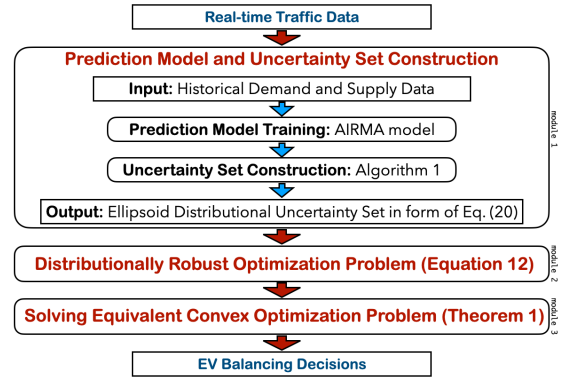 Real-time Traffic Data
Prediction Model and Uncertainty Set Construction
Input: Historical Demand and Supply Data
Prediction Model Training: AIRMA model
Uncertainty Set Construction: Algorithm 1
Output: Ellipsoid Distributional Uncertainty Set in form of Eq. (20)
module 1
Distributionally Robust Optimization Problem (Equation 12)
module 2
Solving Equivalent Convex Optimization Problem (Theorem 1)
module 3
EV Balancing Decisions